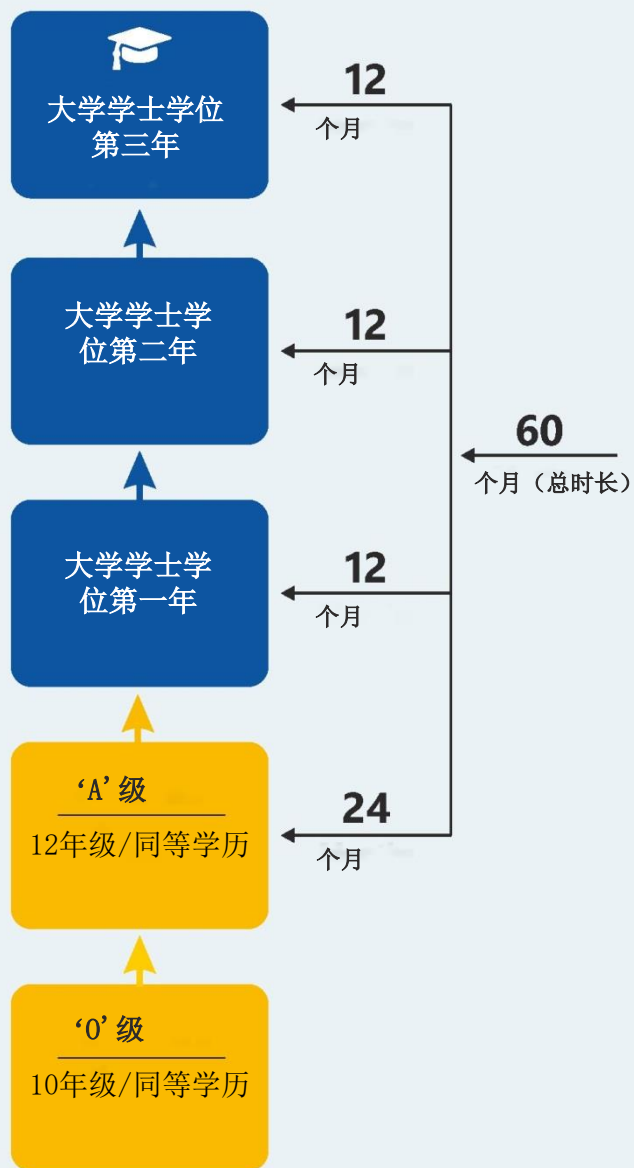 大学学士学位
第三年
12
个月
大学学士学
位第二年
12
个月
60
个月（总时长）
大学学士学
位第一年
12
个月
‘A’级
12年级/同等学历
24
个月
‘O’级
10年级/同等学历